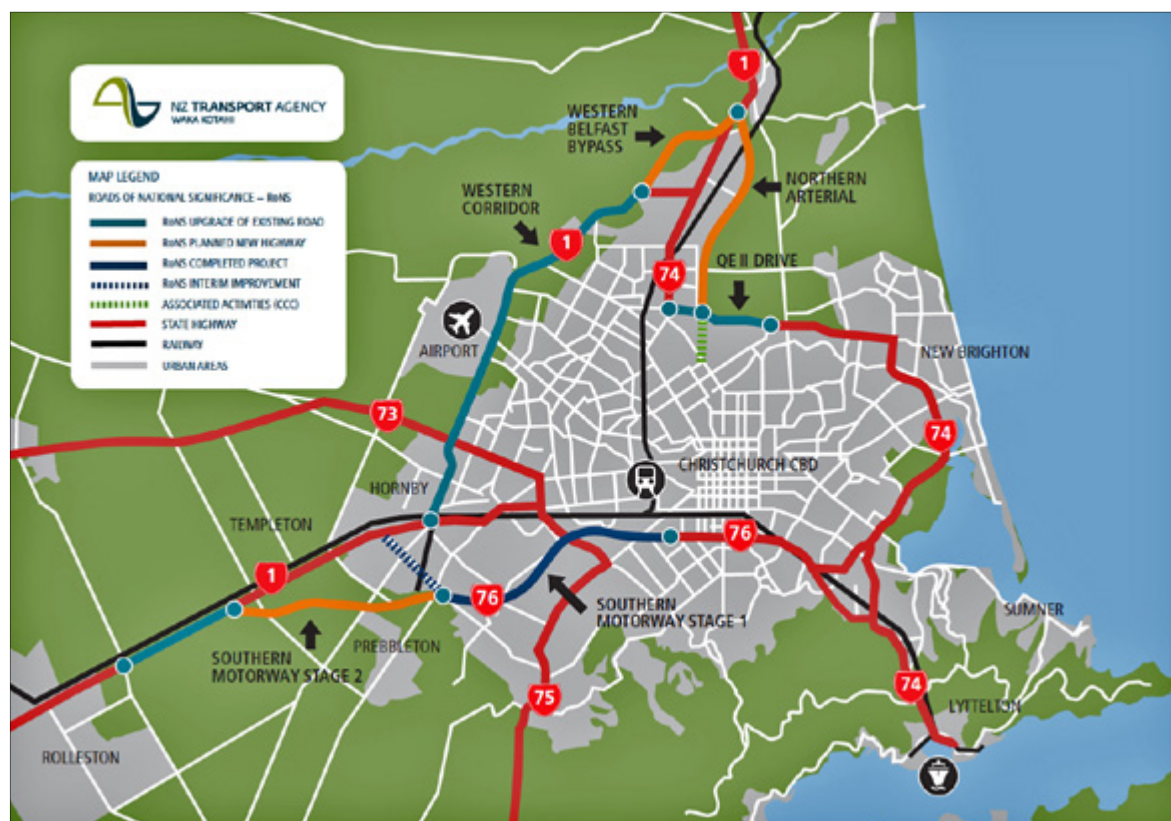 NZ TRANSPORT AGENCY
WAKA KOTAHI
MAP LEGEND
ROADS OF NATIONAL SIGNIFICANCE – RoNS
RoNS UPGRADE OF EXISTING ROAD
RoNS PLANNED NEW HIGHWAY
RoNS COMPLETED PROJECT
RoNS INTERIM IMPROVEMENT
ASSOCIATED ACTIVITIES (CCC)
STATE HIGHWAY
RAILWAY
URBAN AREAS
1
WESTERN
BELFAST
BYPASS
NORTHERN
ARTERIAL
WESTERN
CORRIDOR
1
74
QE II DRIVE
AIRPORT
NEW BRIGHTON
73
74
HORNBY
CHRISTCHURCH CBD
TEMPLETON
76
1
76
SOUTHERN
MOTORWAY STAGE 1
SUMNER
PREBBLETON
SOUTHERN
MOTORWAY STAGE 2
75
74
LYTTELTON
ROLLESTON